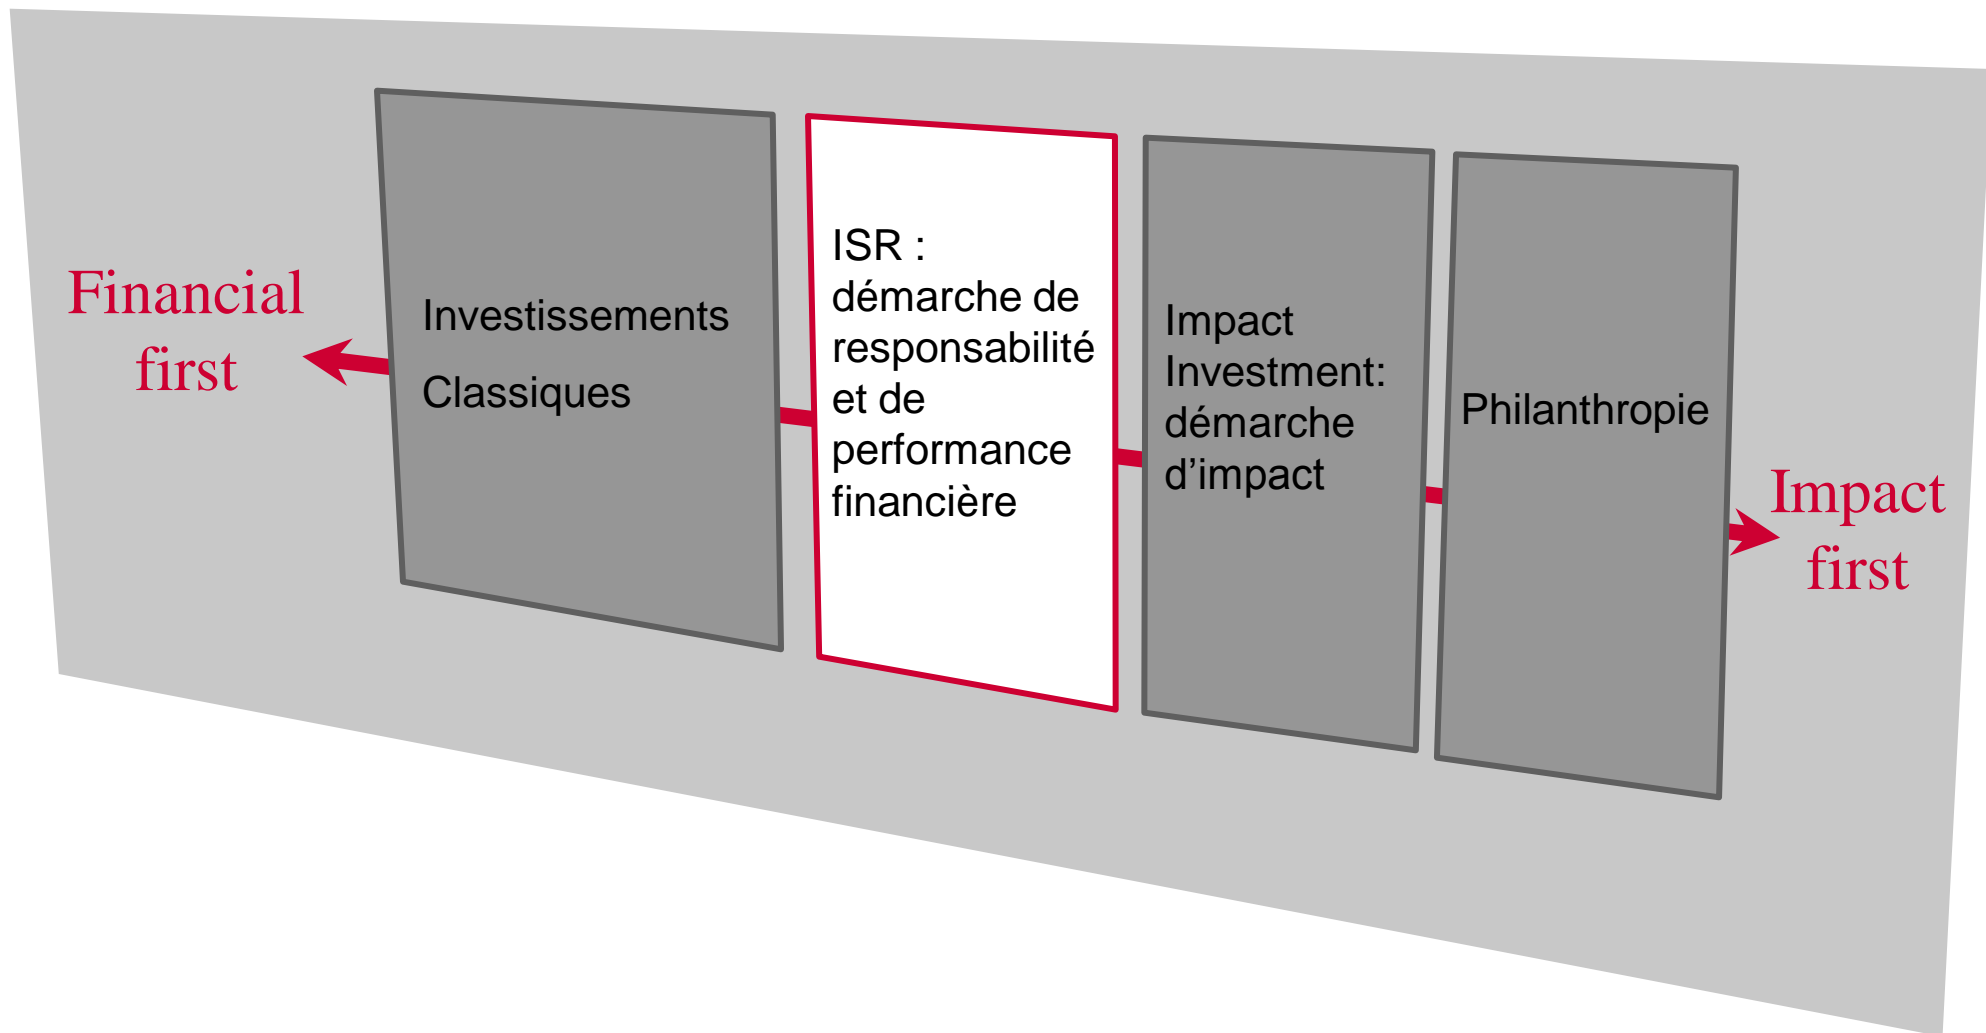 Financial
first
Investissements
Classiques
ISR :
démarche de
responsabilité
et de
performance
financière
Impact
Investment:
démarche
d’impact
Philanthropie
Impact
first